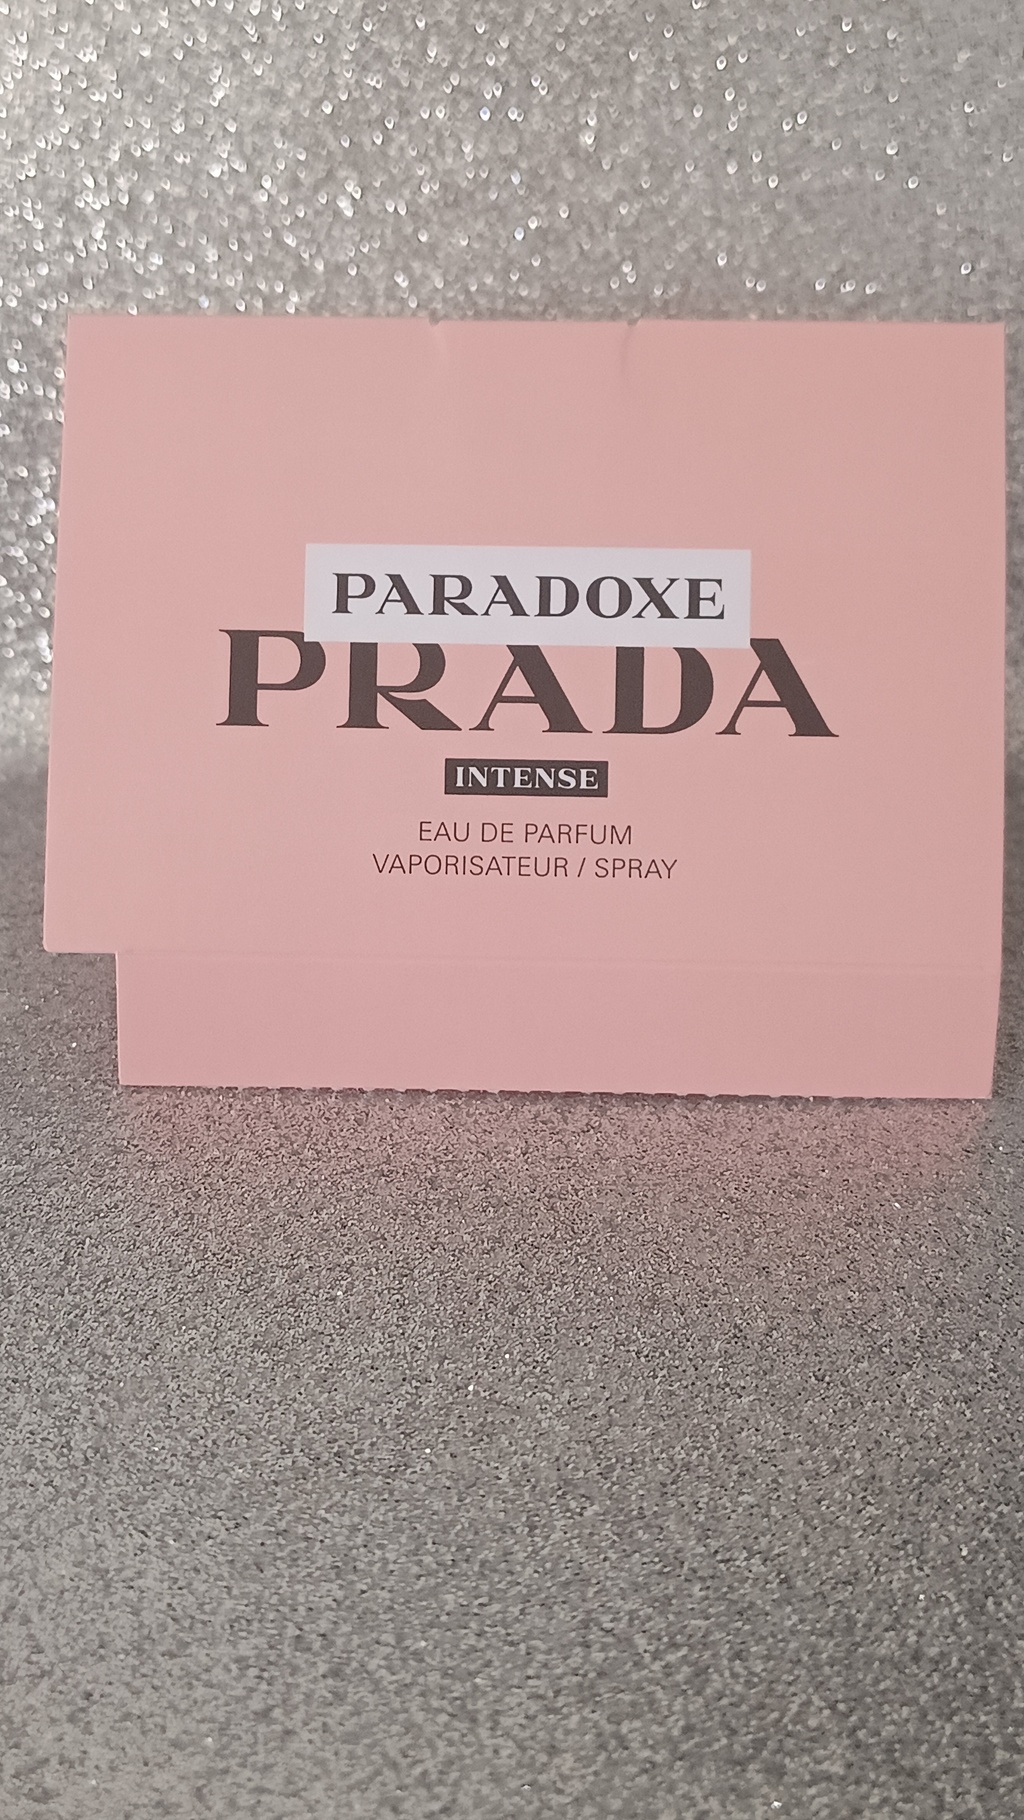 PARADOXE
PRADA
INTENSE
EAU DE PARFUM
VAPORISATEUR / SPRAY